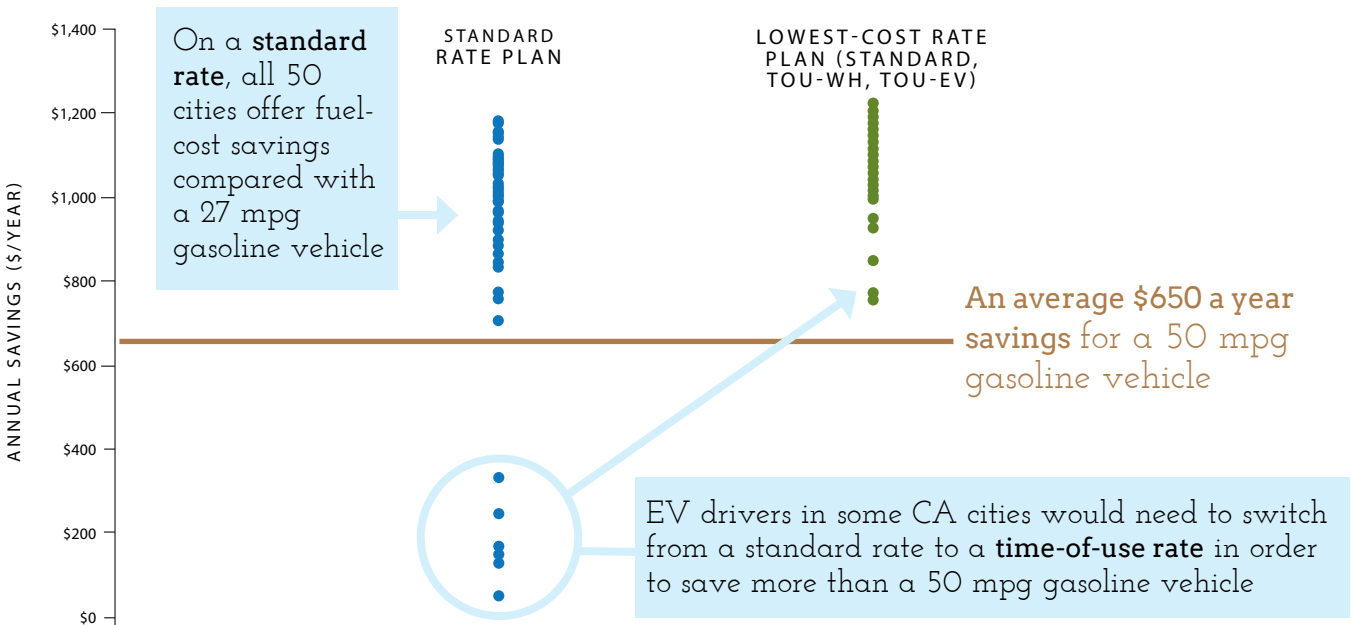 ANNUAL SAVINGS ($/YEAR)
$1,400
$1,200
$1,000
$800
$600
$400
$200
$0
On a standard
rate, all 50
cities offer fuel-
cost savings
compared with
a 27 mpg
gasoline vehicle
STANDARD
RATE PLAN
LOWEST-COST RATE
PLAN (STANDARD,
TOU-WH, TOU-EV)
An average $650 a year
savings for a 50 mpg
gasoline vehicle
EV drivers in some CA cities would need to switch
from a standard rate to a time-of-use rate in order
to save more than a 50 mpg gasoline vehicle